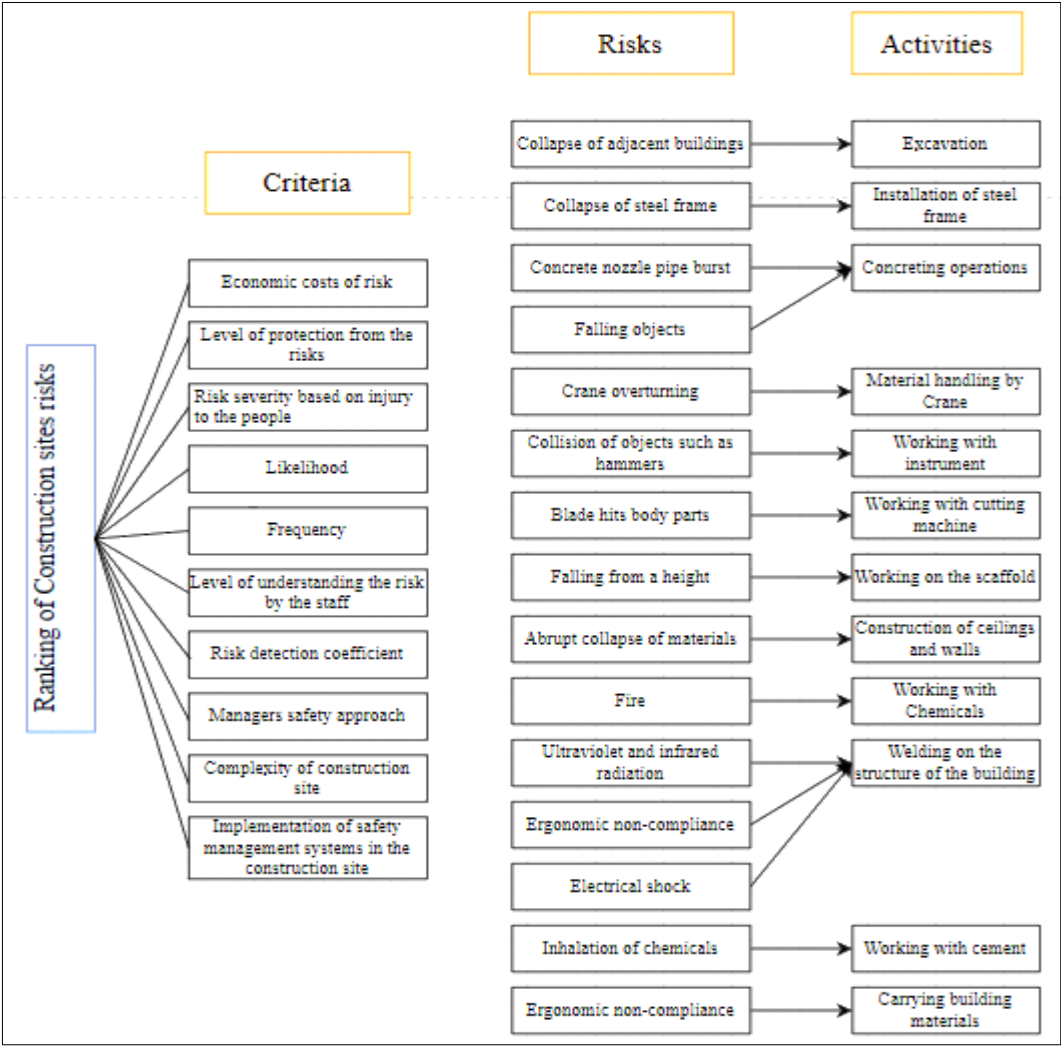 Ranking of Construction sites risks
Criteria
Economic costs of risk
Level of protection from the
risks
Risk severity based on injury
to the people
Likelihood
Frequency
Level of understanding the risk
by the staff
Risk detection coefficient
Managers safety approach
Complexity of construction
site
Implementation of safety
management systems in the
construction site
Risks
Activities
Collapse of adjacent buildings
Excavation
Collapse of steel frame
Installation of steel
frame
Concrete nozzle pipe burst
Concreting operations
Falling objects
Crane overturning
Material handling by
Crane
Collision of objects such as
hammers
Working with
instrument
Blade hits body parts
Working with cutting
machine
Falling from a height
Working on the scaffold
Abrupt collapse of materials
Construction of ceilings
and walls
Fire
Working with
Chemicals
Ultraviolet and infrared
radiation
Welding on the
structure of the building
Ergonomic non-compliance
Electrical shock
Inhalation of chemicals
Working with cement
Ergonomic non-compliance
Carrying building
materials